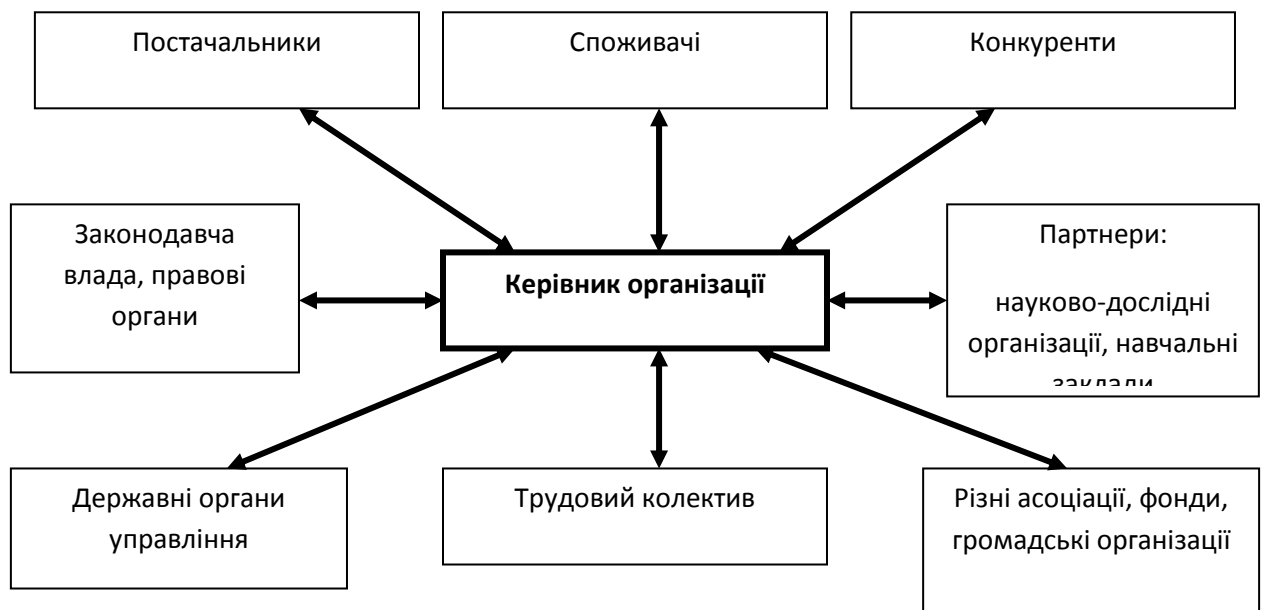 Постачальники
Споживачі
Конкуренти
Законодавча
влада, правові
органи
Керівник організації
Партнери:
науково-дослідні
організації, навчальні
заклади
Державні органи
управління
Трудовий колектив
Різні асоціації, фонди,
громадські організації